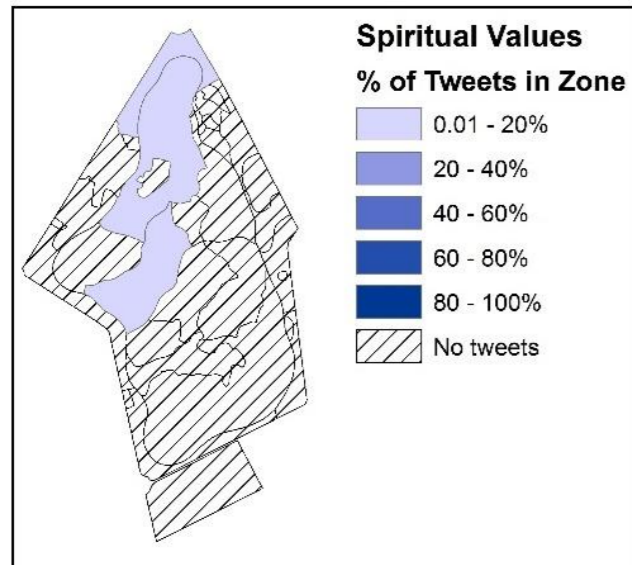 Spiritual Values
% of Tweets in Zone
0.01 - 20%
20 - 40%
40 - 60%
60 - 80%
80 - 100%
No tweets